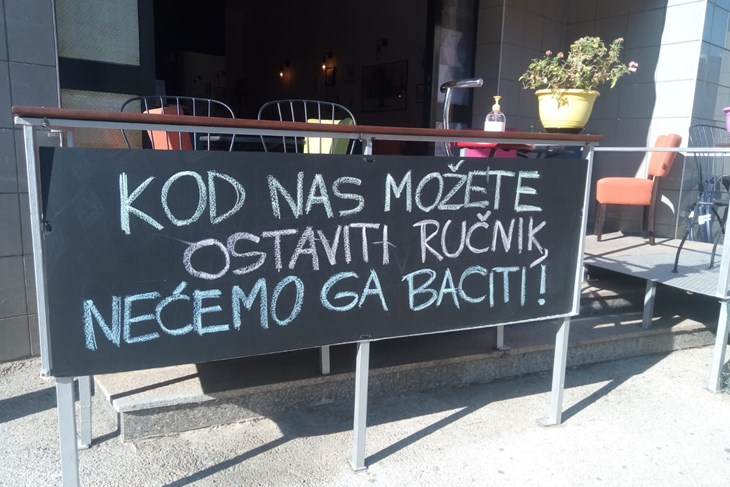 KOD NAS MOŽETE
OSTAVITI RUČNIK,
NEĆEMO GA BACITI!